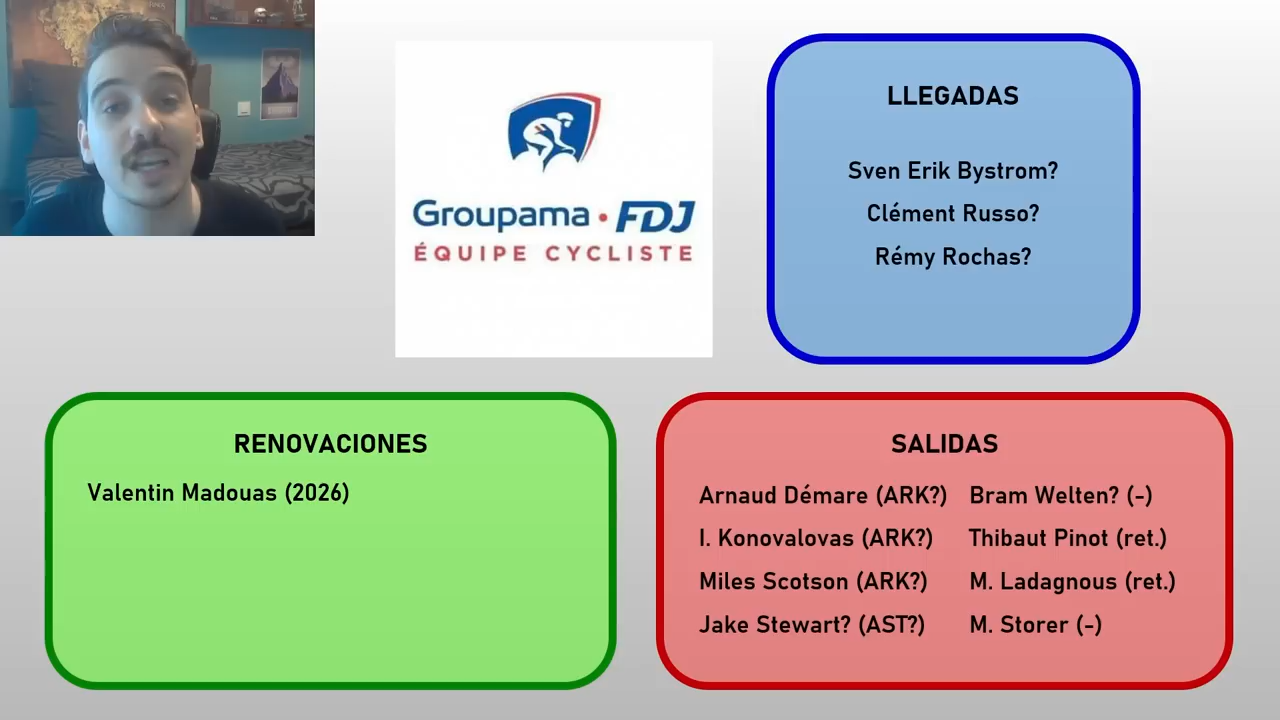 Groupama • FDJ
ÉQUIPE CYCLISTE
LLEGADAS
Sven Erik Bystrom?
Clément Russo?
Rémy Rochas?
RENOVACIONES
Valentin Madouas (2026)
SALIDAS
Arnaud Démare (ARK?)
I. Konovalovas (ARK?)
Miles Scotson (ARK?)
Jake Stewart? (AST?)
Bram Welten? (-)
Thibaut Pinot (ret.)
M. Ladagnous (ret.)
M. Storer (-)